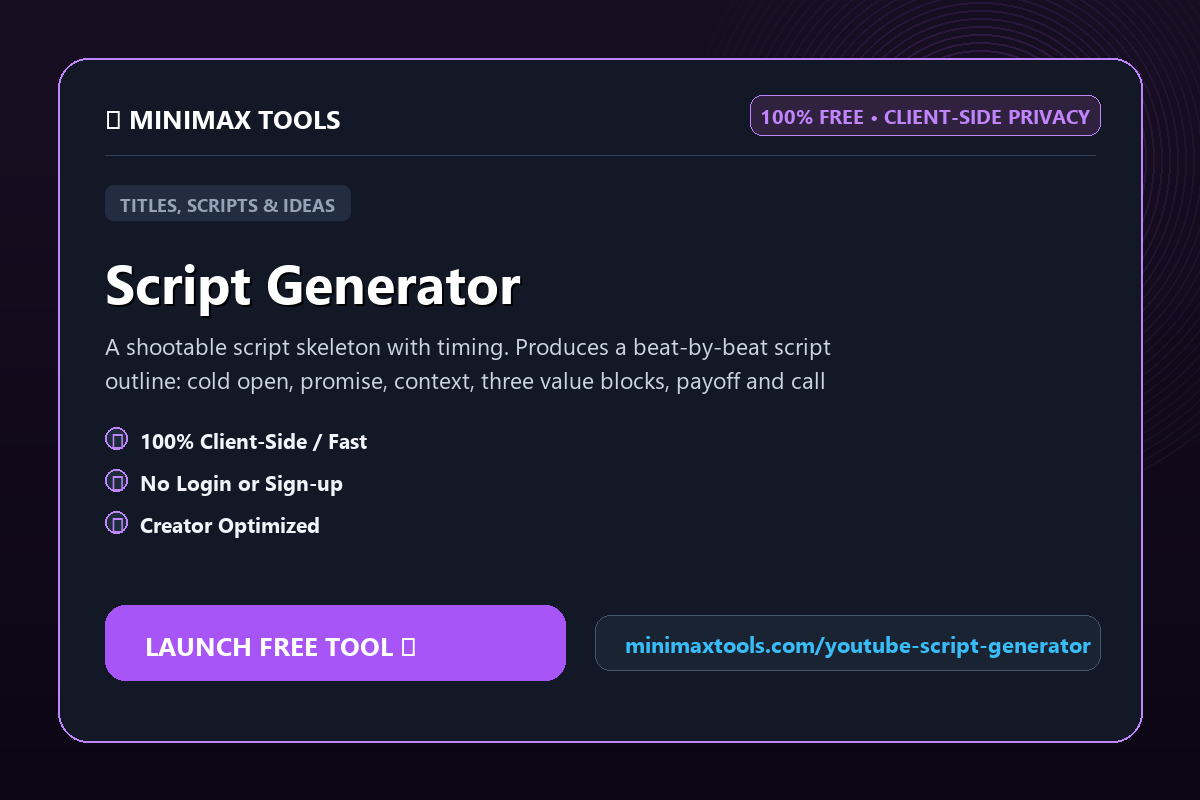 MINIMAX TOOLS
100% FREE • CLIENT-SIDE PRIVACY
TITLES, SCRIPTS & IDEAS
Script Generator
A shootable script skeleton with timing. Produces a beat-by-beat script
outline: cold open, promise, context, three value blocks, payoff and call
100% Client-Side / Fast
No Login or Sign-up
Creator Optimized
LAUNCH FREE TOOL
minimaxtools.com/youtube-script-generator